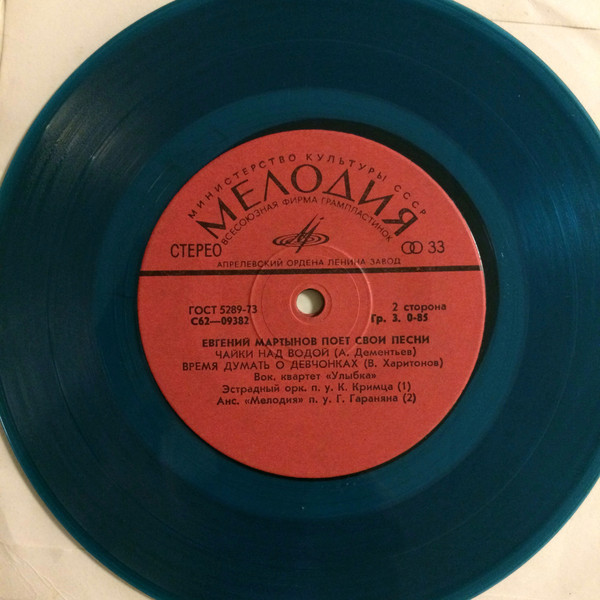 МИНИСТЕРСТВО КУЛЬТУРЫ СССР
МЕЛОДИЯ
ВСЕСОЮЗНАЯ ФИРМА ГРАМПЛАСТИНОК
СТЕРЕО
33
АПРЕЛЕВСКИЙ ОРДЕНА ЛЕНИНА ЗАВОД
ГОСТ 5289-73
2 сторона
С62—09382
Гр. 3. 0-85
ЕВГЕНИЙ МАРТЫНОВ ПОЕТ СВОИ ПЕСНИ
ЧАЙКИ НАД ВОДОЙ (А. Дементьев)
ВРЕМЯ ДУМАТЬ О ДЕВЧОНКАХ (В. Харитонов)
Вок. квартет «Улыбка»
Эстрадный орк. п. у. К. Кримца (1)
Анс. «Мелодия» п. у. Г. Гараняна (2)